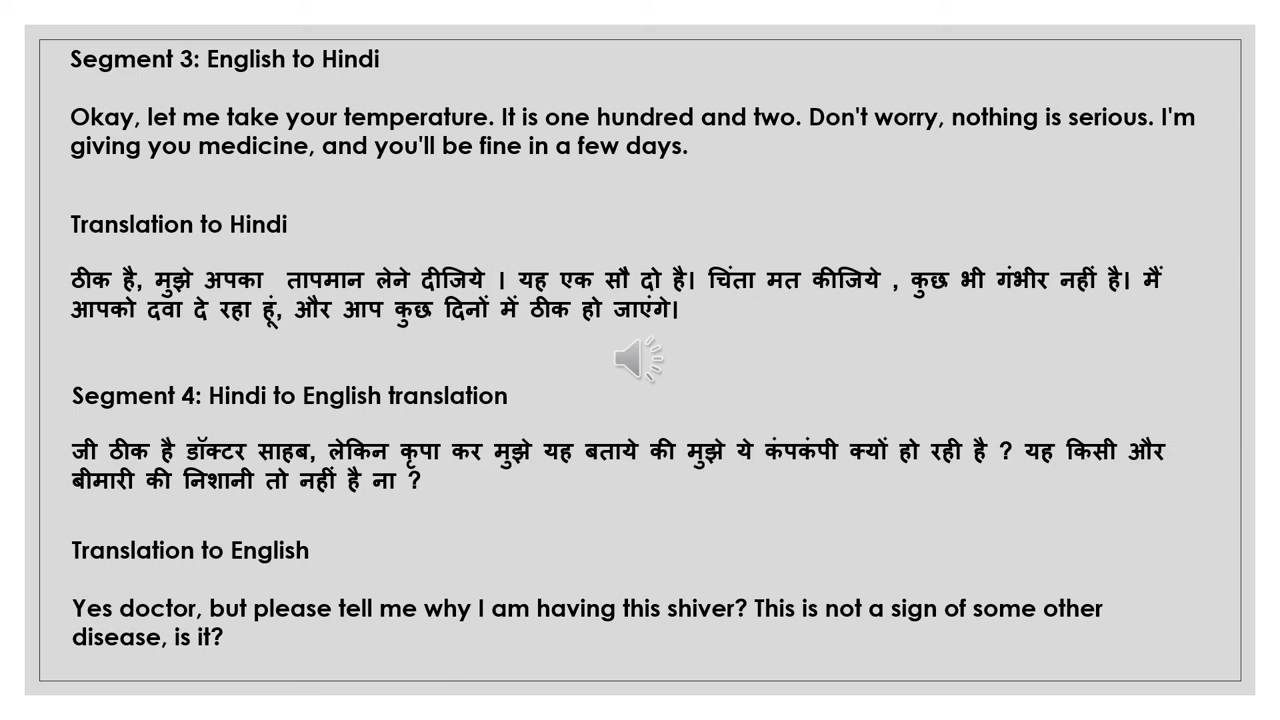 Segment 3: English to Hindi
Okay, let me take your temperature. It is one hundred and two. Don't worry, nothing is serious. I'm
giving you medicine, and you'll be fine in a few days.
Translation to Hindi
ठीक है, मुझे अपका तापमान लेने दीजिये । यह एक सौ दो है। चिंता मत कीजिये , कुछ भी गंभीर नहीं है। मैं
आपको दवा दे रहा हूं, और आप कुछ दिनों में ठीक हो जाएंगे।
Segment 4: Hindi to English translation
जी ठीक है डॉक्टर साहब, लेकिन कृपा कर मुझे यह बताये की मुझे ये कंपकंपी क्यों हो रही है ? यह किसी और
बीमारी की निशानी तो नहीं है ना ?
Translation to English
Yes doctor, but please tell me why I am having this shiver? This is not a sign of some other
disease, is it?